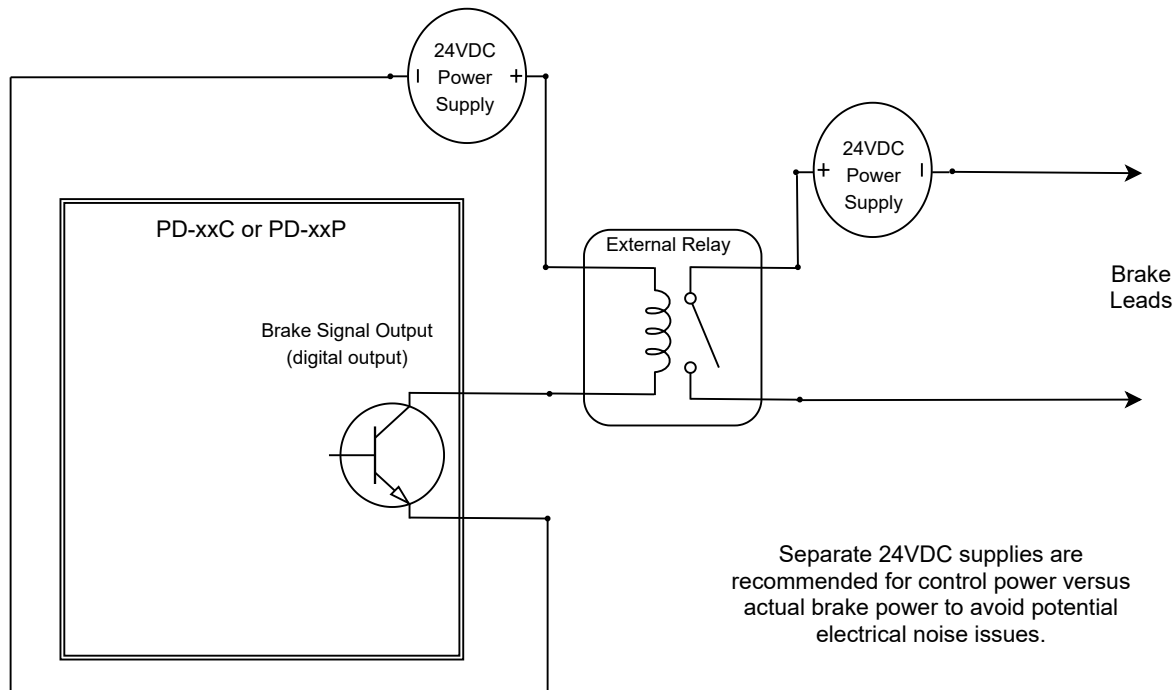 24VDC
Power
Supply
24VDC
Power
Supply
PD-xxC or PD-xxP
External Relay
Brake
Leads
Brake Signal Output
(digital output)
Separate 24VDC supplies are
recommended for control power versus
actual brake power to avoid potential
electrical noise issues.